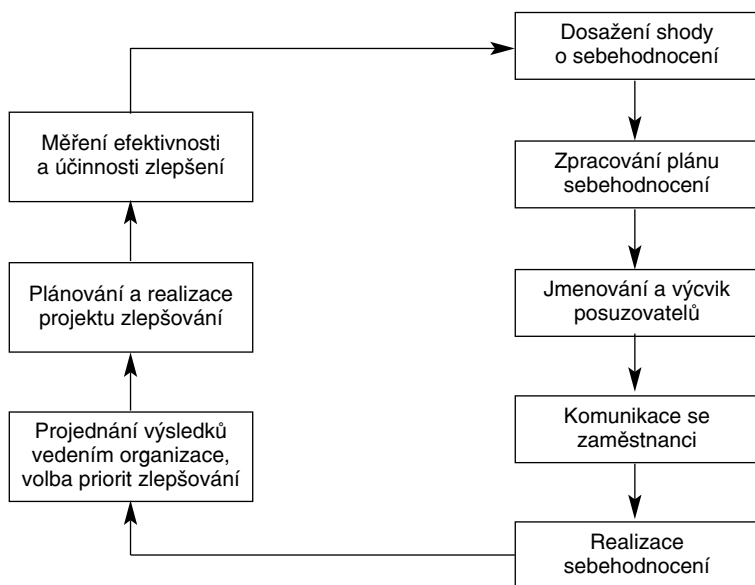 Dosažení shody
o sebehodnocení
Zpracování plánu
sebehodnocení
Jmenování a výcvik
posuzovatelů
Komunikace se
zaměstnanci
Realizace
sebehodnocení
Projednání výsledků
vedením organizace,
volba priorit zlepšování
Plánování a realizace
projektu zlepšování
Měření efektivnosti
a účinnosti zlepšení